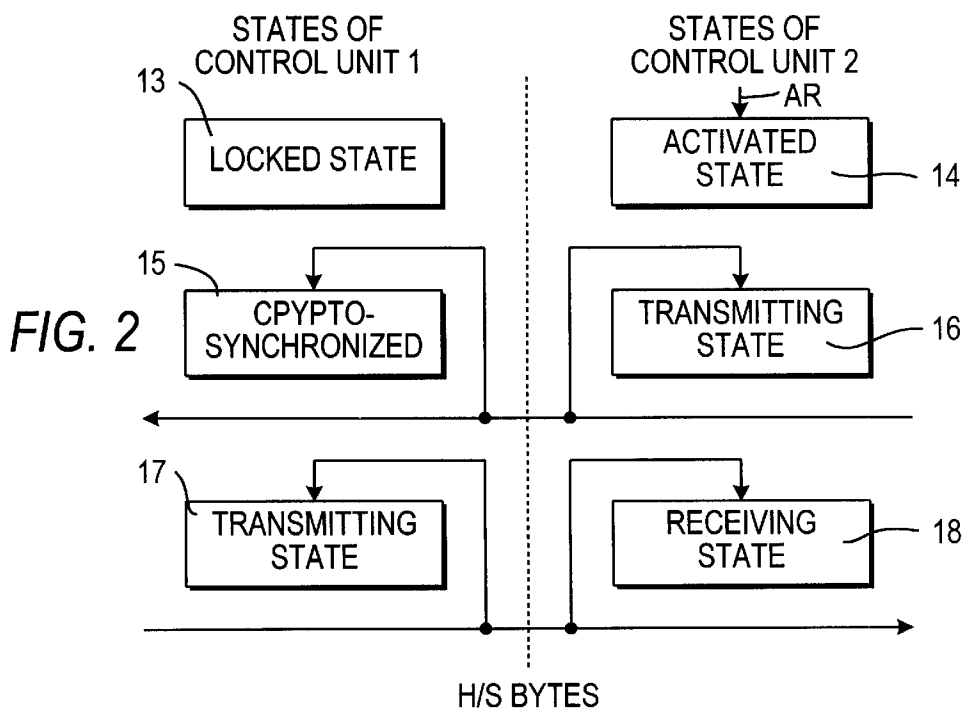 STATES OF
CONTROL UNIT 1
STATES OF
CONTROL UNIT 2
13
AR
LOCKED STATE
ACTIVATED
STATE
14
15
CPYPTO-
SYNCHRONIZED
TRANSMITTING
STATE
16
FIG. 2
17
TRANSMITTING
STATE
RECEIVING
STATE
18
H/S BYTES